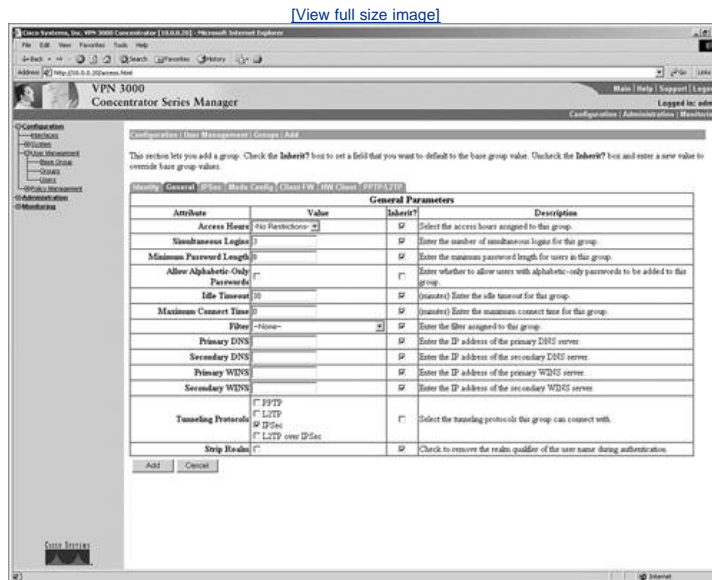 [View full size image]
Cisco Systems, Inc. VPN 3000 Concentrator [10.0.0.20] - Microsoft Internet Explorer
File Edit View Favorites Tools Help
Back Search Favorites History
Address http://10.0.0.20/access.html Go Links
VPN 3000
Concentrator Series Manager
Main | Help | Support |
Logged in:
Configuration | Administration |
Configuration
Interfaces
System
User Management
Base Group
Groups
Users
Policy Management
Administration
Monitoring
Configuration | User Management | Groups | Add
This section lets you add a group. Check the Inherit? box to set a field that you want to default to the base group value. Uncheck the Inherit? box and enter a new value to
override base group values.
Identity General IPSec Mode Config Client FW HW Client PPTP/L2TP
General Parameters
Attribute Value Inherit? Description
Access Hours -No Restrictions- Select the access hours assigned to this group.
Simultaneous Logins 3 Enter the number of simultaneous logins for this group.
Minimum Password Length 8 Enter the minimum password length for users in this group.
Allow Alphabetic-Only
Passwords
Enter whether to allow users with alphabetic-only passwords to be added to this
group.
Idle Timeout 30 (minutes) Enter the idle timeout for this group.
Maximum Connect Time 0 (minutes) Enter the maximum connect time for this group.
Filter -None- Enter the filter assigned to this group.
Primary DNS Enter the IP address of the primary DNS server.
Secondary DNS Enter the IP address of the secondary DNS server.
Primary WINS Enter the IP address of the primary WINS server.
Secondary WINS Enter the IP address of the secondary WINS server.
Tunneling Protocols
PPTP
L2TP
IPSec
L2TP over IPSec
Select the tunneling protocols this group can connect with.
Strip Realm Check to remove the realm qualifier of the user name during authentication.
Add Cancel
Cisco Systems
Internet